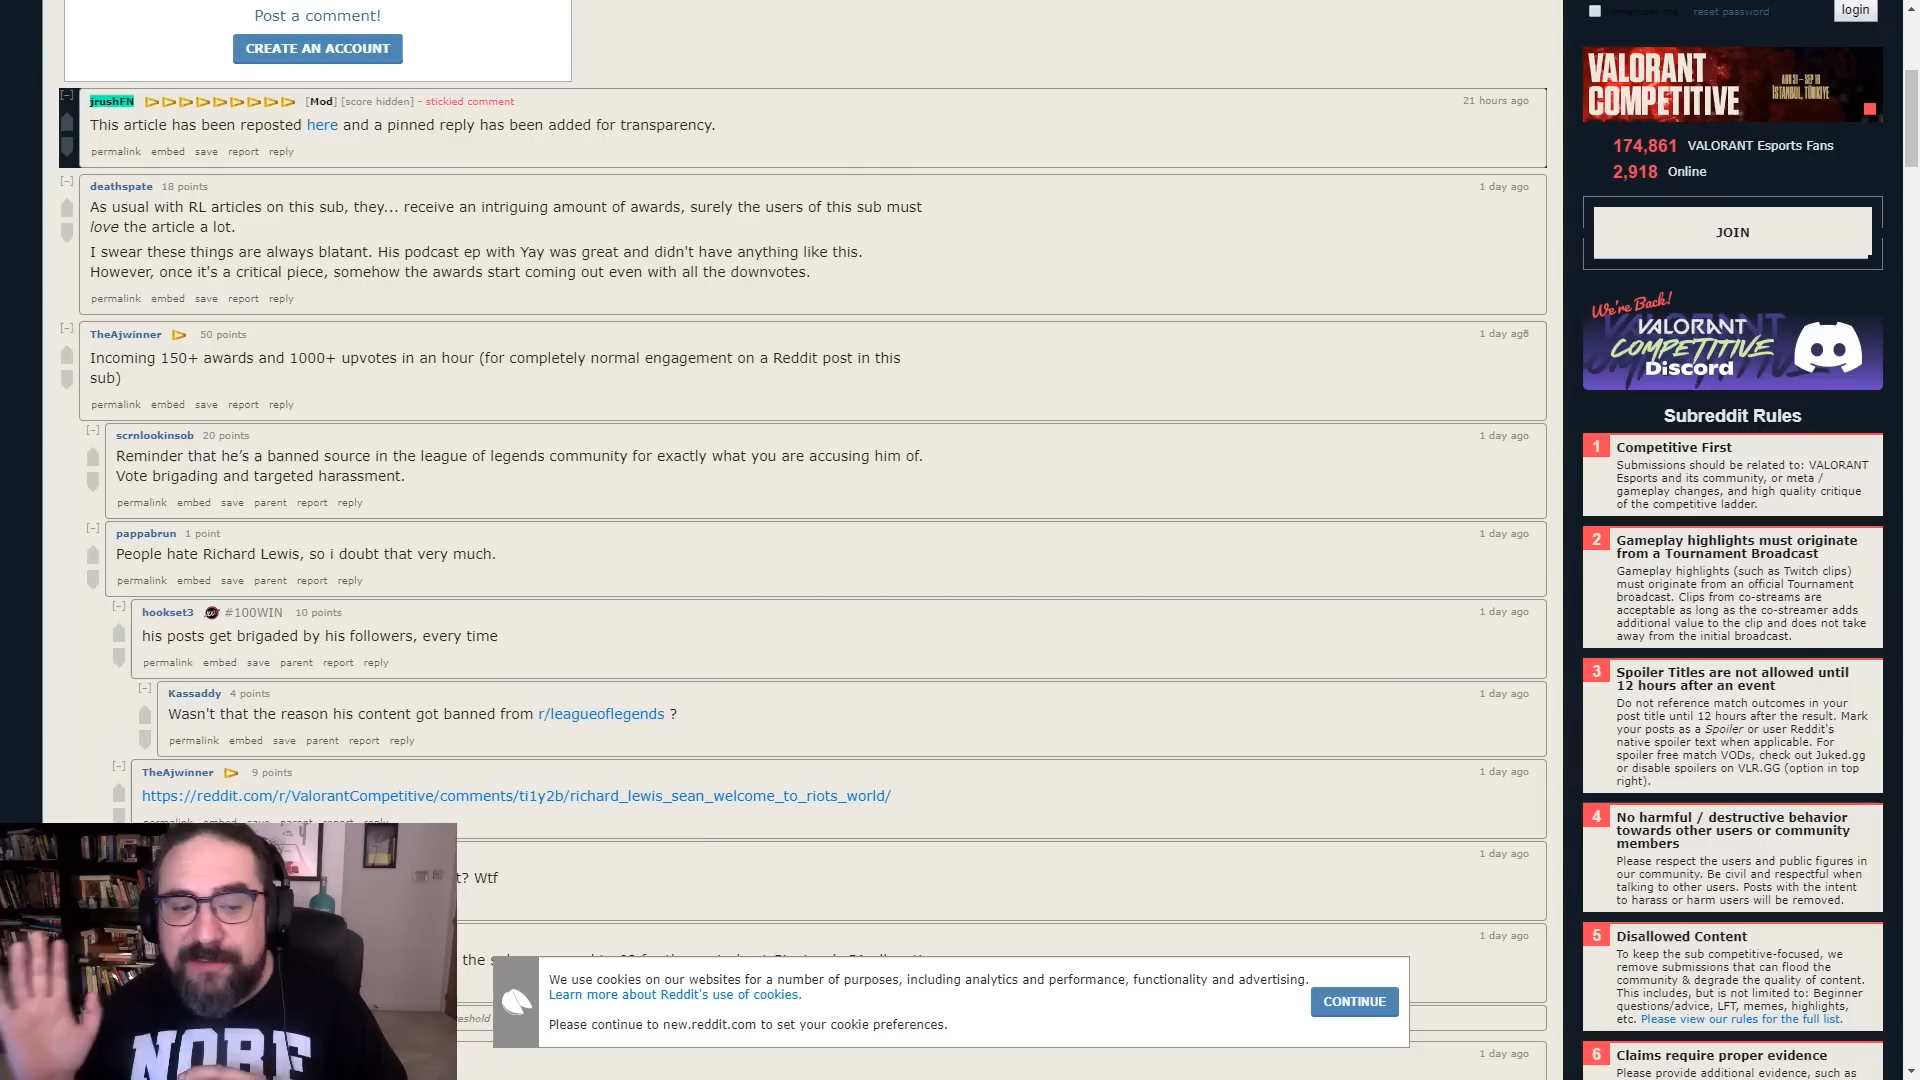 Post a comment!
CREATE AN ACCOUNT
[–] jrushFN [Mod] [score hidden] - stickied comment 21 hours ago
This article has been reposted here and a pinned reply has been added for transparency.
permalink embed save report reply
[–] deathspate 18 points 1 day ago
As usual with RL articles on this sub, they... receive an intriguing amount of awards, surely the users of this sub must
love the article a lot.
I swear these things are always blatant. His podcast ep with Yay was great and didn't have anything like this.
However, once it's a critical piece, somehow the awards start coming out even with all the downvotes.
permalink embed save report reply
[–] TheAjwinner 50 points 1 day ago
Incoming 150+ awards and 1000+ upvotes in an hour (for completely normal engagement on a Reddit post in this
sub)
permalink embed save report reply
[–] scrnlookinsob 20 points 1 day ago
Reminder that he's a banned source in the league of legends community for exactly what you are accusing him of.
Vote brigading and targeted harassment.
permalink embed save parent report reply
[–] pappabrun 1 point 1 day ago
People hate Richard Lewis, so i doubt that very much.
permalink embed save parent report reply
[–] hookset3 #100WIN 10 points 1 day ago
his posts get brigaded by his followers, every time
permalink embed save parent report reply
[–] Kassaddy 4 points 1 day ago
Wasn't that the reason his content got banned from r/leagueoflegends ?
permalink embed save parent report reply
[–] TheAjwinner 9 points 1 day ago
https://reddit.com/r/ValorantCompetitive/comments/ti1y2b/richard_lewis_sean_welcome_to_riots_world/
permalink embed save parent report reply
1 day ago
t? Wtf
1 day ago
the
1 day ago
We use cookies on our websites for a number of purposes, including analytics and performance, functionality and advertising.
Learn more about Reddit's use of cookies.
CONTINUE
Please continue to new.reddit.com to set your cookie preferences.
reset password
login
VALORANT
COMPETITIVE
AUG 31 – SEP 18
ISTANBUL, TÜRKIYE
174,861 VALORANT Esports Fans
2,918 Online
JOIN
We're Back!
VALORANT
COMPETITIVE
Discord
Subreddit Rules
1 Competitive First
Submissions should be related to: VALORANT
Esports and its community, or meta /
gameplay changes, and high quality critique
of the competitive ladder.
2 Gameplay highlights must originate
from a Tournament Broadcast
Gameplay highlights (such as Twitch clips)
must originate from an official Tournament
broadcast. Clips from co-streams are
acceptable as long as the co-streamer adds
additional value to the clip and does not take
away from the initial broadcast.
3 Spoiler Titles are not allowed until
12 hours after an event
Do not reference match outcomes in your
post title until 12 hours after the result. Mark
your posts as a Spoiler or user Reddit's
native spoiler text when applicable. For
spoiler free match VODs, check out Juked.gg
or disable spoilers on VLR.GG (option in top
right).
4 No harmful / destructive behavior
towards other users or community
members
Please respect the users and public figures in
our community. Be civil and respectful when
talking to other users. Posts with the intent
to harass or harm users will be removed.
5 Disallowed Content
To keep the sub competitive-focused, we
remove submissions that can flood the
community & degrade the quality of content.
This includes, but is not limited to: Beginner
questions/advice, LFT, memes, highlights,
etc. Please view our rules for the full list.
6 Claims require proper evidence
Please provide additional evidence, such as